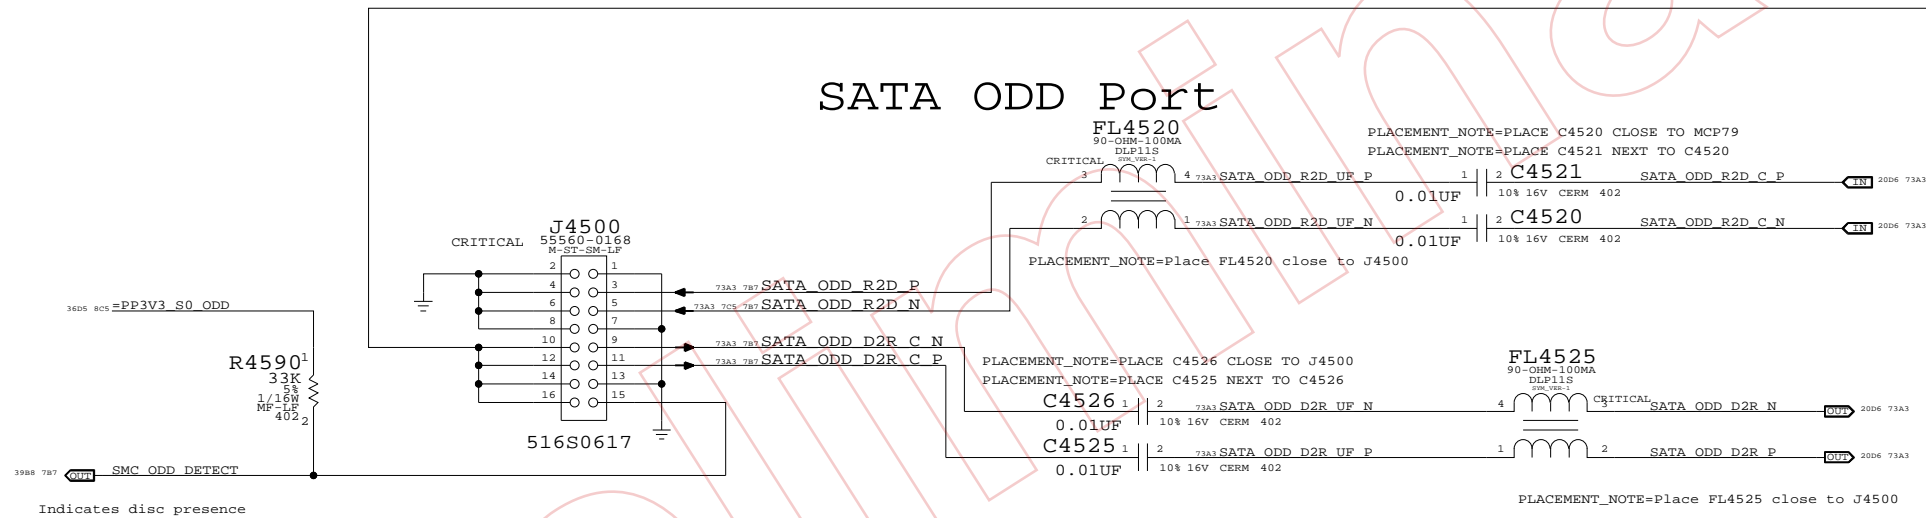 SATA ODD Port
FL4520
90-OHM-100MA
DLP11S
SYM_VER-1
CRITICAL
3
4
73A3 SATA_ODD_R2D_UF_P
2
1
73A3 SATA_ODD_R2D_UF_N
PLACEMENT_NOTE=PLACE C4520 CLOSE TO MCP79
PLACEMENT_NOTE=PLACE C4521 NEXT TO C4520
1
2
C4521
0.01UF
10% 16V CERM 402
SATA_ODD_R2D_C_P
IN
20D6 73A3
1
2
C4520
0.01UF
10% 16V CERM 402
SATA_ODD_R2D_C_N
IN
20D6 73A3
PLACEMENT_NOTE=Place FL4520 close to J4500
J4500
55560-0168
M-ST-SM-LF
CRITICAL
2 1
4 3
6 5
8 7
10 9
12 11
14 13
16 15
516S0617
73A3 7B7 SATA_ODD_R2D_P
73A3 7C5 7B7 SATA_ODD_R2D_N
73A3 7B7 SATA_ODD_D2R_C_N
73A3 7B7 SATA_ODD_D2R_C_P
36D5 8C5 =PP3V3_S0_ODD
R4590
1
33K
5%
1/16W
MF-LF
402
2
39B8 7B7 OUT SMC_ODD_DETECT
Indicates disc presence
PLACEMENT_NOTE=PLACE C4526 CLOSE TO J4500
PLACEMENT_NOTE=PLACE C4525 NEXT TO C4526
C4526
1
2
0.01UF
10% 16V CERM 402
73A3 SATA_ODD_D2R_UF_N
C4525
1
2
0.01UF
10% 16V CERM 402
73A3 SATA_ODD_D2R_UF_P
FL4525
90-OHM-100MA
DLP11S
SYM_VER-1
CRITICAL
4
3
SATA_ODD_D2R_N
OUT
20D6 73A3
1
2
SATA_ODD_D2R_P
OUT
20D6 73A3
PLACEMENT_NOTE=Place FL4525 close to J4500